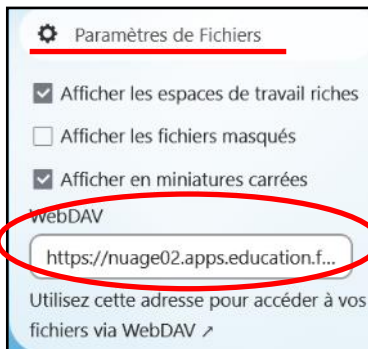 Paramètres de Fichiers
Afficher les espaces de travail riches
Afficher les fichiers masqués
Afficher en miniatures carrées
WebDAV
https://nuage02.apps.education.f...
Utilisez cette adresse pour accéder à vos
fichiers via WebDAV ↗